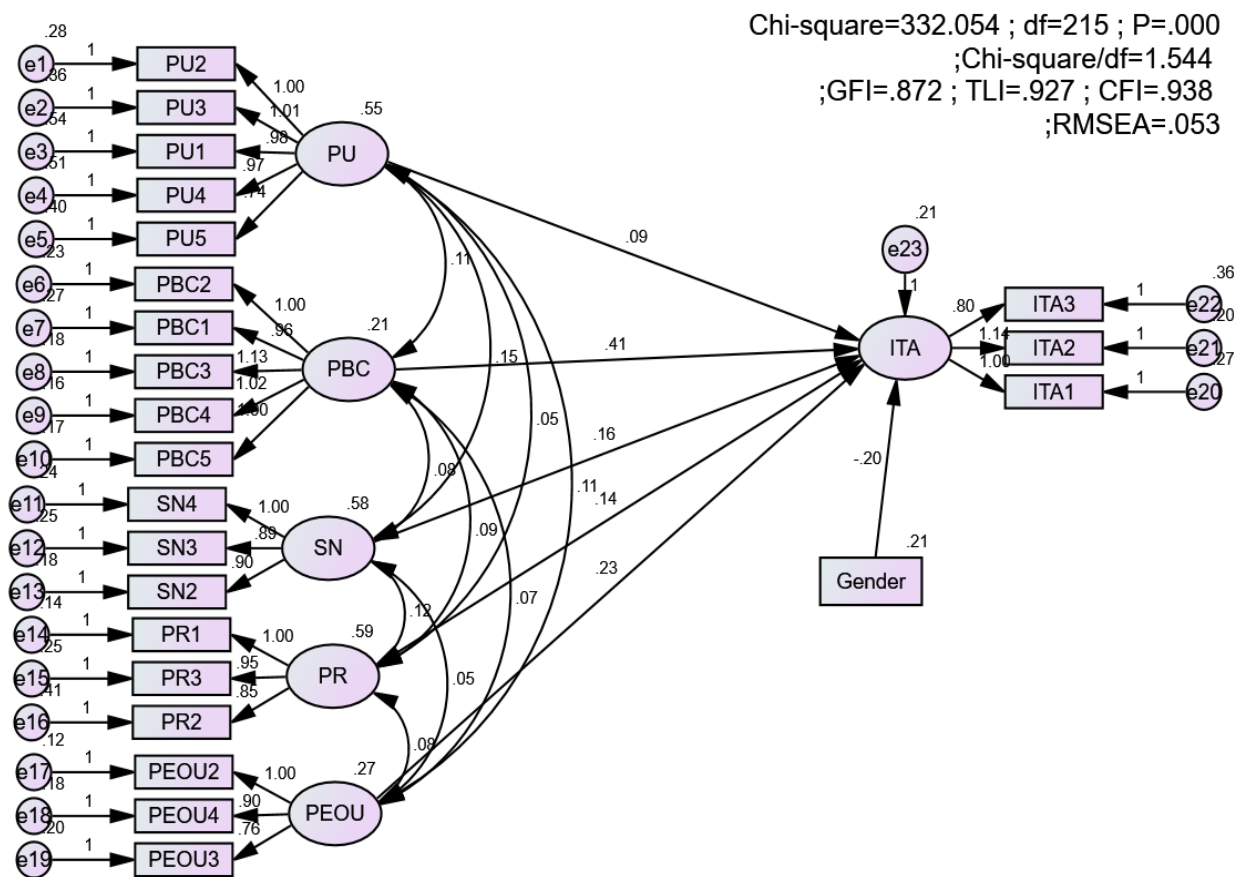 Chi-square=332.054 ; df=215 ; P=.000
;Chi-square/df=1.544
;GFI=.872 ; TLI=.927 ; CFI=.938
;RMSEA=.053
.28
e1
1
PU2
1.00
.36
e2
1
PU3
1.01
.54
e3
1
PU1
.98
.51
e4
1
PU4
.97
.40
e5
1
PU5
.74
.55
PU
.23
e6
1
PBC2
1.00
.27
e7
1
PBC1
.96
.18
e8
1
PBC3
1.13
.16
e9
1
PBC4
1.02
.17
e10
1
PBC5
.21
PBC
.24
e11
1
SN4
1.00
.25
e12
1
SN3
.89
.18
e13
1
SN2
.90
.58
SN
.14
e14
1
PR1
1.00
.25
e15
1
PR3
.95
.41
e16
1
PR2
.85
.59
PR
.12
e17
1
PEOU2
1.00
.18
e18
1
PEOU4
.90
.20
e19
1
PEOU3
.76
.27
PEOU
.11
.15
.05
.11
.08
.09
.07
.12
.05
.08
.09
.41
.16
.14
.23
-.20
.21
e23
1
ITA
.80
ITA3
1
.36
e22
1.14
ITA2
1
.20
e21
1.00
ITA1
1
.27
e20
.21
Gender